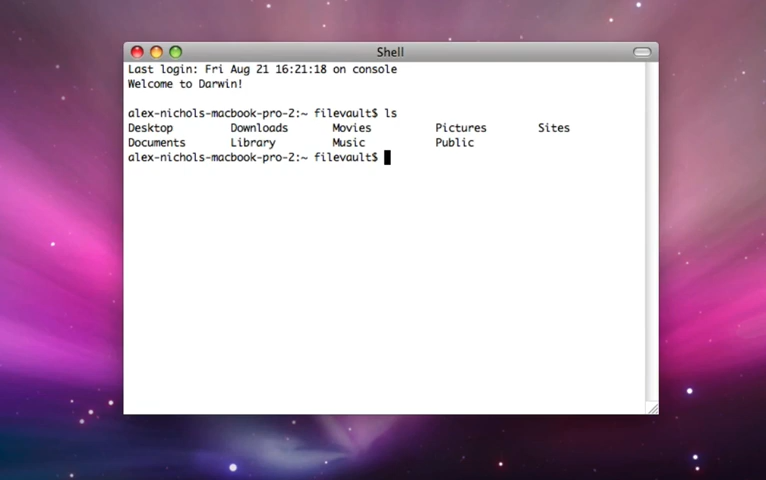 Shell
Last login: Fri Aug 21 16:21:18 on console
Welcome to Darwin!
alex-nichols-macbook-pro-2:~ filevault$ ls
Desktop Downloads Movies Pictures Sites
Documents Library Music Public
alex-nichols-macbook-pro-2:~ filevault$